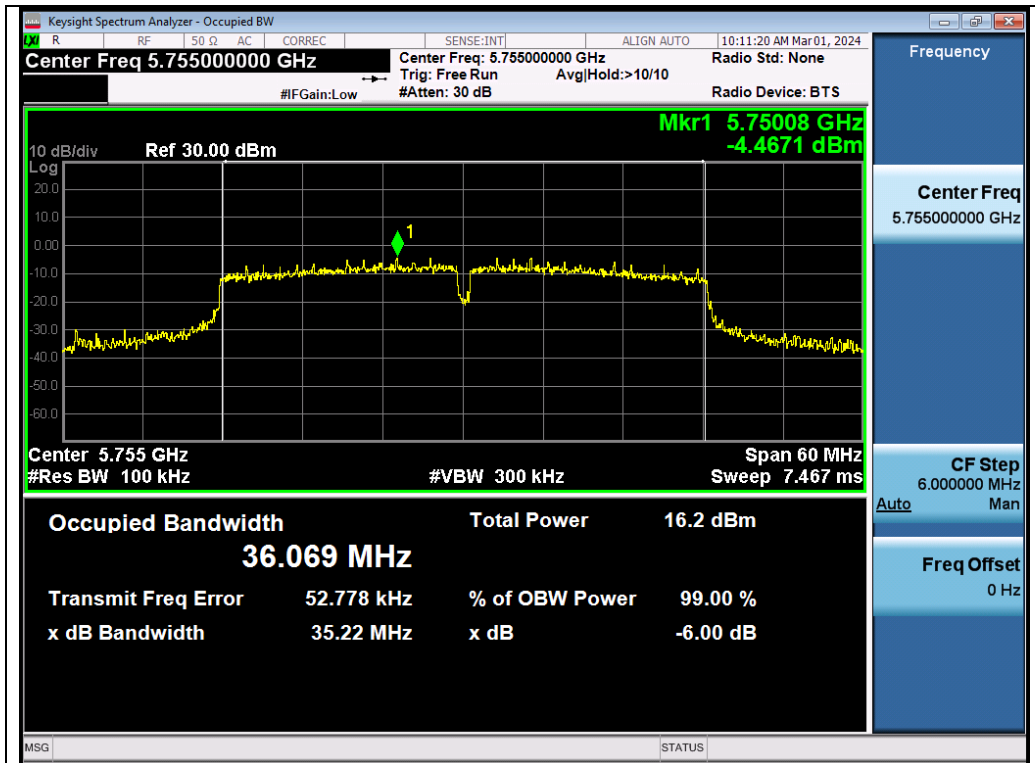 Keysight Spectrum Analyzer - Occupied BW
LXI R RF 50 Ω AC CORREC SENSE:INT ALIGN AUTO 10:11:20 AM Mar 01, 2024
Center Freq 5.755000000 GHz
Center Freq: 5.755000000 GHz Radio Std: None
Trig: Free Run Avg|Hold:>10/10
#IFGain:Low #Atten: 30 dB Radio Device: BTS
Mkr1 5.75008 GHz
-4.4671 dBm
10 dB/div Ref 30.00 dBm
Log
20.0
10.0
1
0.00
-10.0
-20.0
-30.0
-40.0
-50.0
-60.0
Center 5.755 GHz Span 60 MHz
#Res BW 100 kHz #VBW 300 kHz Sweep 7.467 ms
Occupied Bandwidth Total Power 16.2 dBm
36.069 MHz
Transmit Freq Error 52.778 kHz % of OBW Power 99.00 %
x dB Bandwidth 35.22 MHz x dB -6.00 dB
MSG STATUS
Frequency
Center Freq
5.755000000 GHz
CF Step
6.000000 MHz
Auto Man
Freq Offset
0 Hz